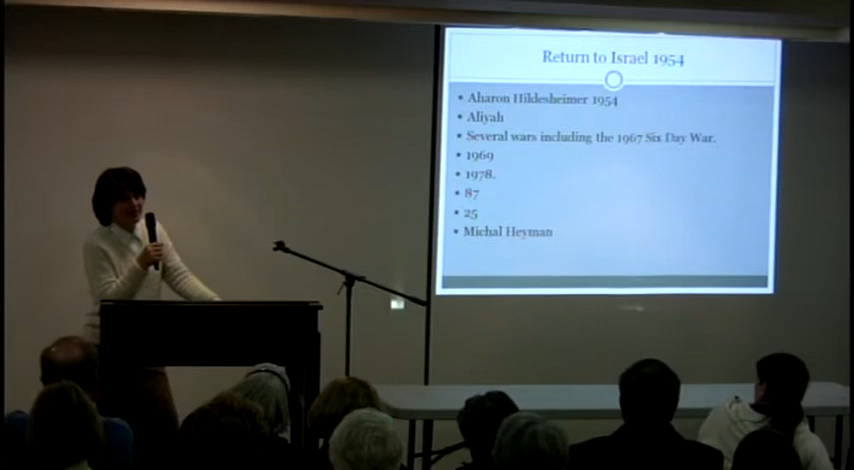 Return to Israel 1954
• Aharon Hildesheimer 1954
• Aliyah
• Several wars including the 1967 Six Day War.
• 1969
• 1978.
• 87
• 25
• Michal Heyman